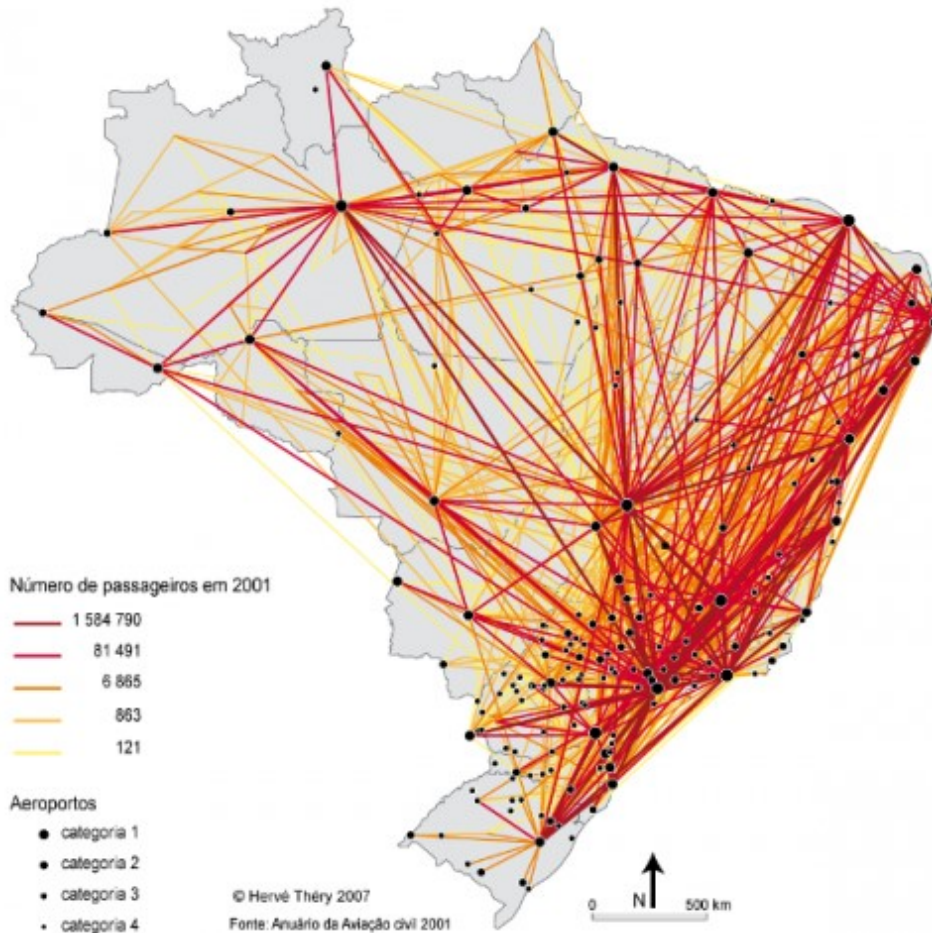 Número de passageiros em 2001
1 584 790
81 491
6 865
863
121
Aeroportos
categoria 1
categoria 2
categoria 3
categoria 4
© Hervé Théry 2007
Fonte: Anuário da Aviação civil 2001
N
0 500 km